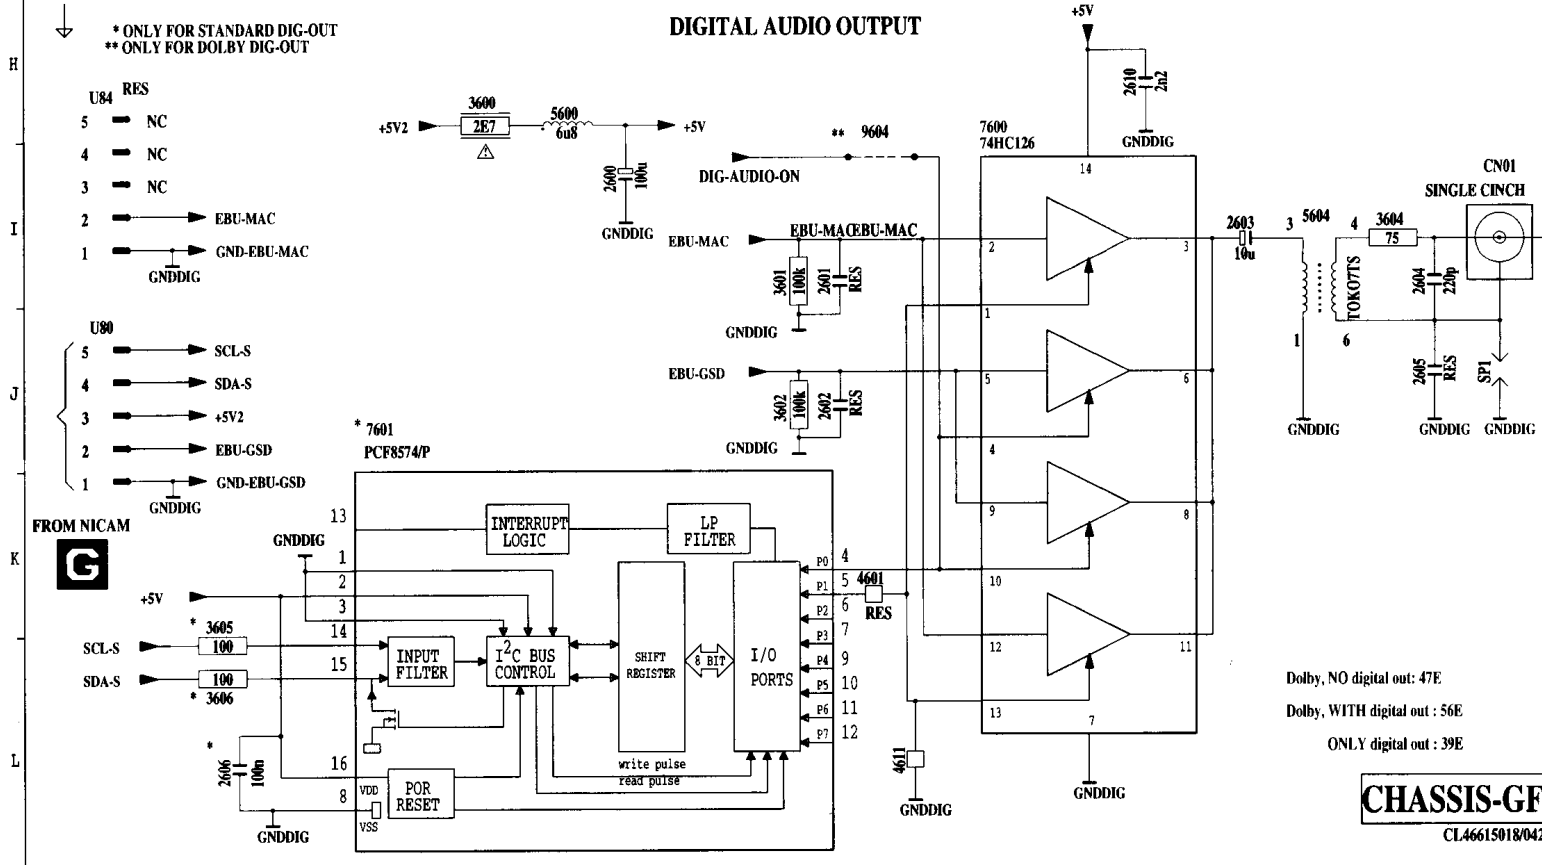 DIGITAL AUDIO OUTPUT
* ONLY FOR STANDARD DIG-OUT
** ONLY FOR DOLBY DIG-OUT
H
I
J
K
L
U84 RES
5 NC
4 NC
3 NC
2 EBU-MAC
1 GND-EBU-MAC
GNDDIG
U80
5 SCL-S
4 SDA-S
3 +5V2
2 EBU-GSD
1 GND-EBU-GSD
GNDDIG
FROM NICAM
G
+5V2
3600
2E7
5600
6u8
+5V
2600
100u
GNDDIG
** 9604
DIG-AUDIO-ON
EBU-MAC
EBU-MAC EBU-MAC
3601
100k
2601
RES
GNDDIG
EBU-GSD
3602
100k
2602
RES
GNDDIG
+5V
2610
2n2
GNDDIG
7600
74HC126
14
2
3
1
5
6
4
9
8
10
12
11
13
7
GNDDIG
2603
10u
3
5604
4
TOKO7TS
1
6
GNDDIG
3604
75
2604
220p
2605
RES
GNDDIG
CN01
SINGLE CINCH
SP1
GNDDIG
* 7601
PCF8574/P
GNDDIG
13
1
2
3
14
15
16
8
+5V
SCL-S
* 3605
100
SDA-S
100
* 3606
*
2606
100n
GNDDIG
VDD
VSS
INTERRUPT
LOGIC
LP
FILTER
INPUT
FILTER
I2C BUS
CONTROL
SHIFT
REGISTER
8 BIT
I/O
PORTS
POR
RESET
write pulse
read pulse
P0 4
P1 5
P2 6
P3 7
P4 9
P5 10
P6 11
P7 12
4601
RES
4611
GNDDIG
Dolby, NO digital out: 47E
Dolby, WITH digital out : 56E
ONLY digital out : 39E
CHASSIS-GF
CL46615018/042